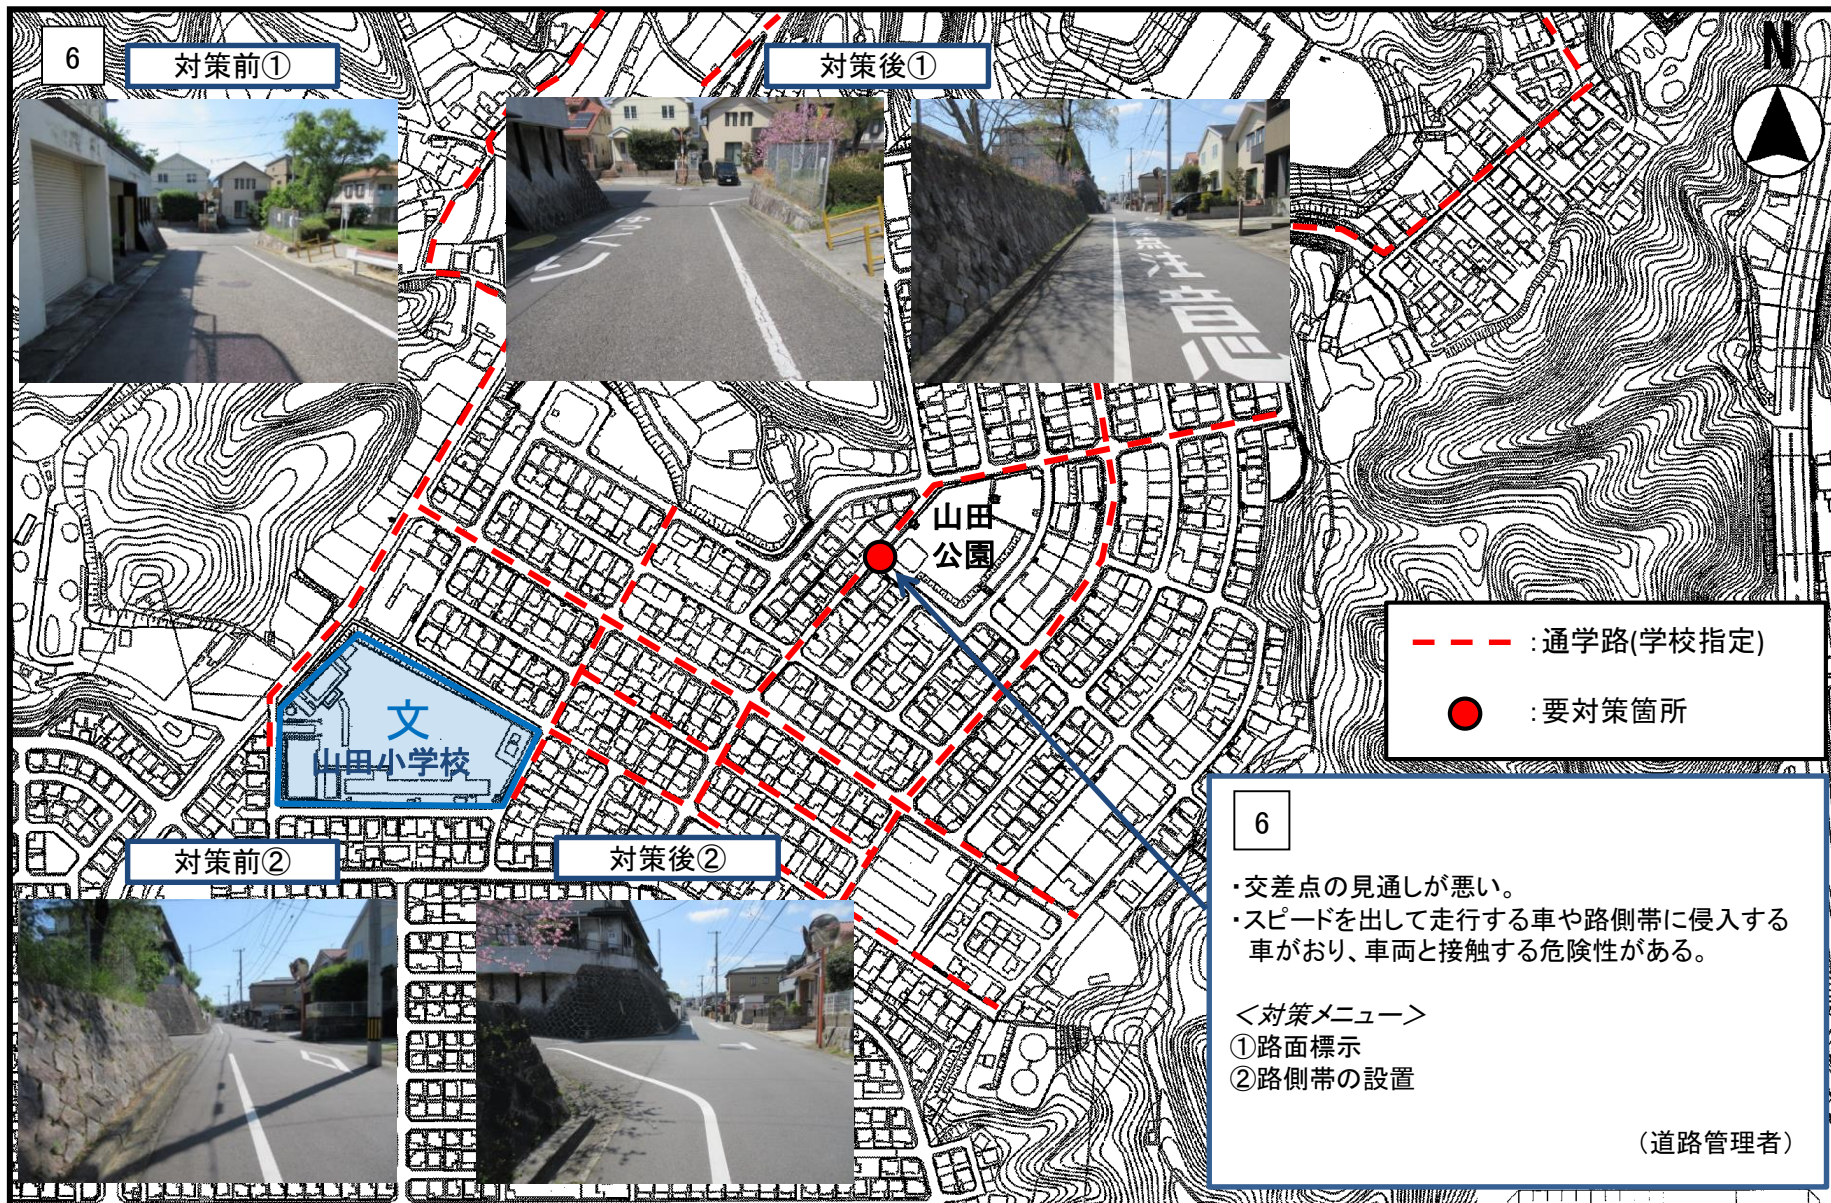 6
対策前①
対策後①
N
山田
公園
：通学路(学校指定)
：要対策箇所
文
山田小学校
対策前②
対策後②
6
・交差点の見通しが悪い。
・スピードを出して走行する車や路側帯に侵入する
車がおり、車両と接触する危険性がある。
＜対策メニュー＞
①路面標示
②路側帯の設置
（道路管理者）